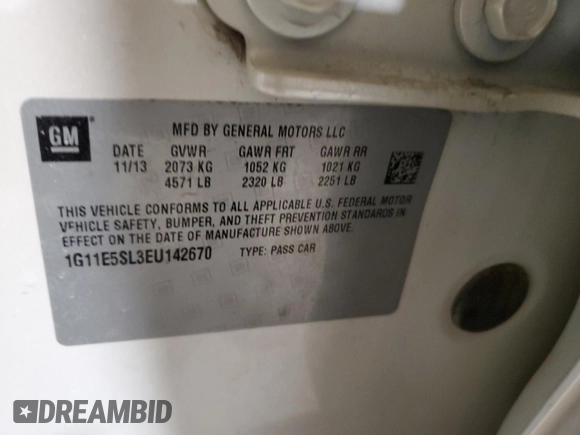 GM
MFD BY GENERAL MOTORS LLC
DATE GVWR GAWR FRT GAWR RR
11/13 2073 KG 1052 KG 1021 KG
4571 LB 2320 LB 2251 LB
THIS VEHICLE CONFORMS TO ALL APPLICABLE U.S. FEDERAL MOTOR
VEHICLE SAFETY, BUMPER, AND THEFT PREVENTION STANDARDS IN
EFFECT ON THE DATE OF MANUFACTURE SHOWN ABOVE.
1G11E5SL3EU142670 TYPE: PASS CAR
DREAMBID